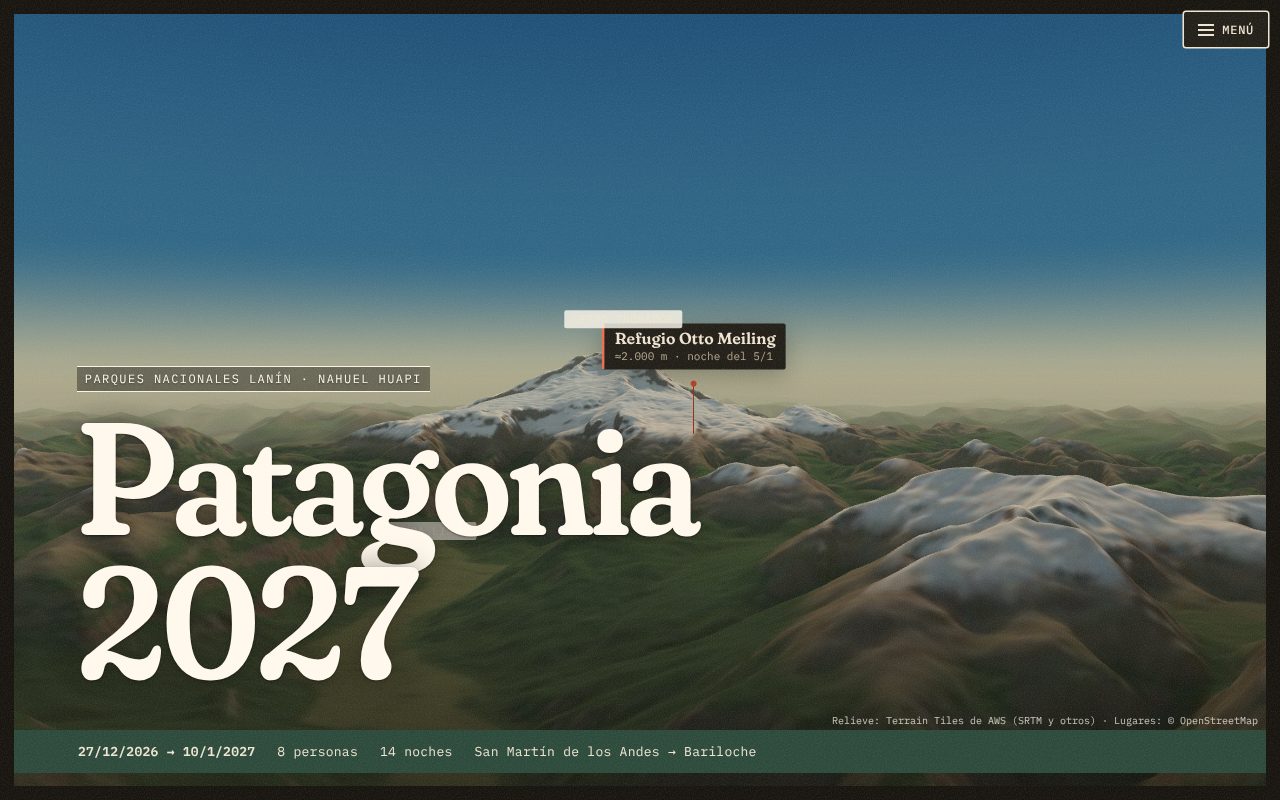 MENÚ
Refugio Otto Meiling
≈2.000 m · noche del 5/1
PARQUES NACIONALES LANÍN · NAHUEL HUAPI
Patagonia
2027
Relieve: Terrain Tiles de AWS (SRTM y otros) · Lugares: © OpenStreetMap
27/12/2026 → 10/1/2027 8 personas 14 noches San Martín de los Andes → Bariloche